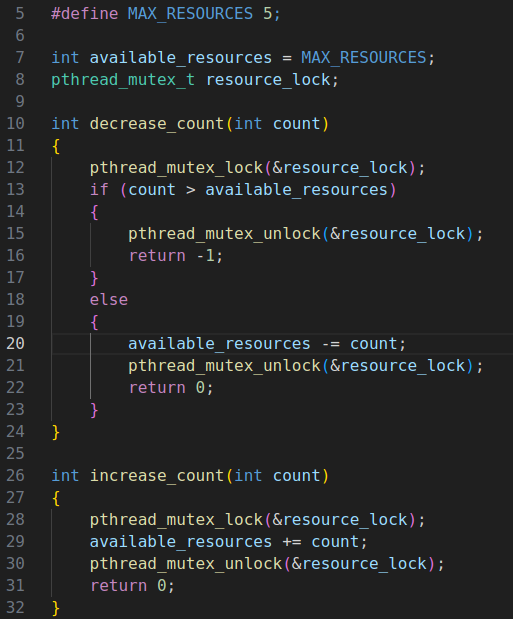 5 #define MAX_RESOURCES 5;
6
7 int available_resources = MAX_RESOURCES;
8 pthread_mutex_t resource_lock;
9
10 int decrease_count(int count)
11 {
12     pthread_mutex_lock(&resource_lock);
13     if (count > available_resources)
14     {
15         pthread_mutex_unlock(&resource_lock);
16         return -1;
17     }
18     else
19     {
20         available_resources -= count;
21         pthread_mutex_unlock(&resource_lock);
22         return 0;
23     }
24 }
25
26 int increase_count(int count)
27 {
28     pthread_mutex_lock(&resource_lock);
29     available_resources += count;
30     pthread_mutex_unlock(&resource_lock);
31     return 0;
32 }